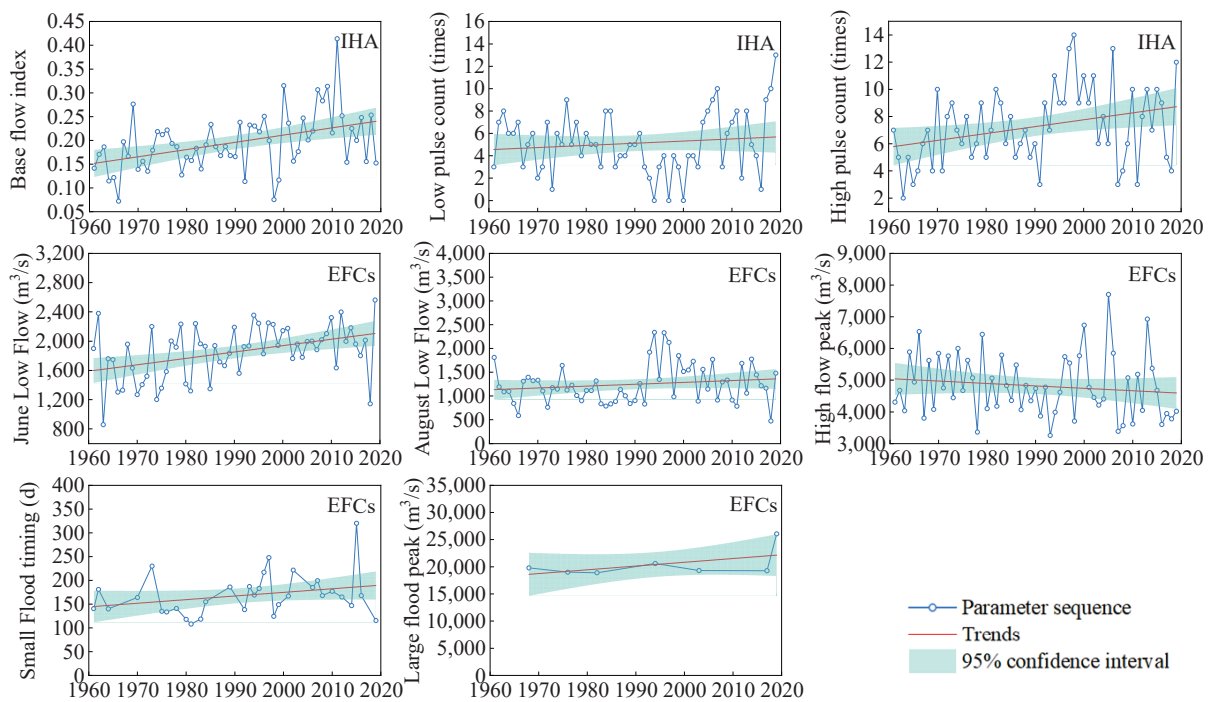 Base flow index
0.45
0.40
0.35
0.30
0.25
0.20
0.15
0.10
0.05
IHA
1960 1970 1980 1990 2000 2010 2020
Low pulse count (times)
16
14
12
10
8
6
4
2
0
IHA
1960 1970 1980 1990 2000 2010 2020
High pulse count (times)
14
12
10
8
6
4
2
IHA
1960 1970 1980 1990 2000 2010 2020
June Low Flow (m³/s)
3,200
2,800
2,400
2,000
1,600
1,200
800
EFCs
1960 1970 1980 1990 2000 2010 2020
August Low Flow (m³/s)
4,000
3,500
3,000
2,500
2,000
1,500
1,000
500
0
EFCs
1960 1970 1980 1990 2000 2010 2020
High flow peak (m³/s)
9,000
8,000
7,000
6,000
5,000
4,000
3,000
EFCs
1960 1970 1980 1990 2000 2010 2020
Small Flood timing (d)
400
350
300
250
200
150
100
50
0
EFCs
1960 1970 1980 1990 2000 2010 2020
Large flood peak (m³/s)
35,000
30,000
25,000
20,000
15,000
10,000
5,000
0
EFCs
1960 1970 1980 1990 2000 2010 2020
Parameter sequence
Trends
95% confidence interval